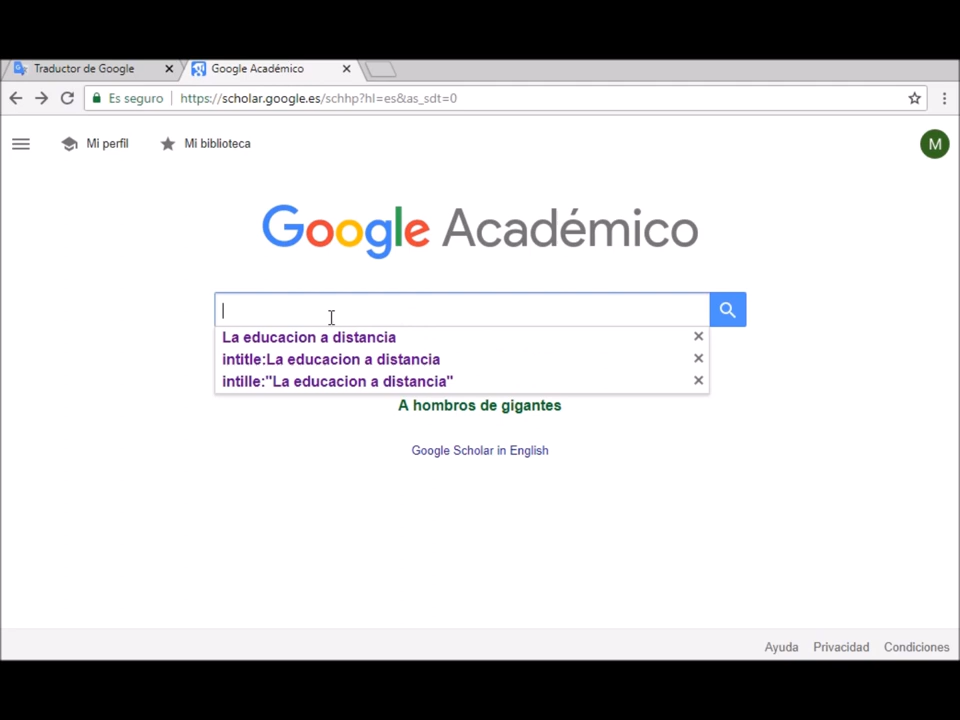 Traductor de Google
Google Académico
Es seguro
https://scholar.google.es/schhp?hl=es&as_sdt=0
Mi perfil
Mi biblioteca
M
Google Académico
La educacion a distancia
intitle:La educacion a distancia
intille:"La educacion a distancia"
A hombros de gigantes
Google Scholar in English
Ayuda Privacidad Condiciones